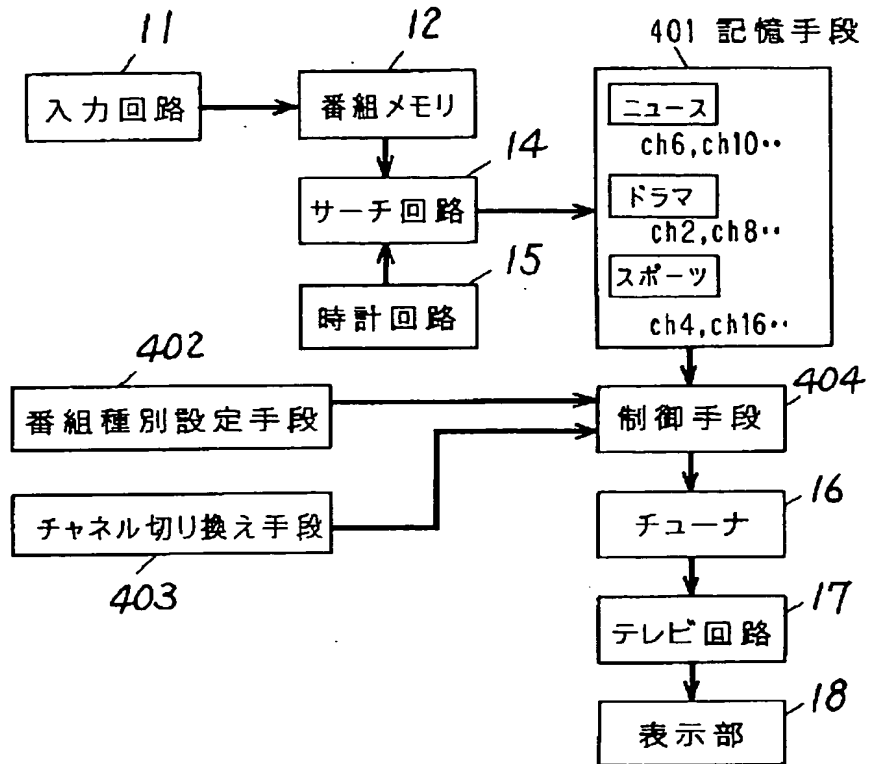 11
12
401 記憶手段
入力回路
番組メモリ
ニュース
ch6,ch10‥
14
サーチ回路
ドラマ
ch2,ch8‥
15
スポーツ
時計回路
ch4,ch16‥
402
404
番組種別設定手段
制御手段
16
チャネル切り換え手段
チューナ
403
17
テレビ回路
18
表示部